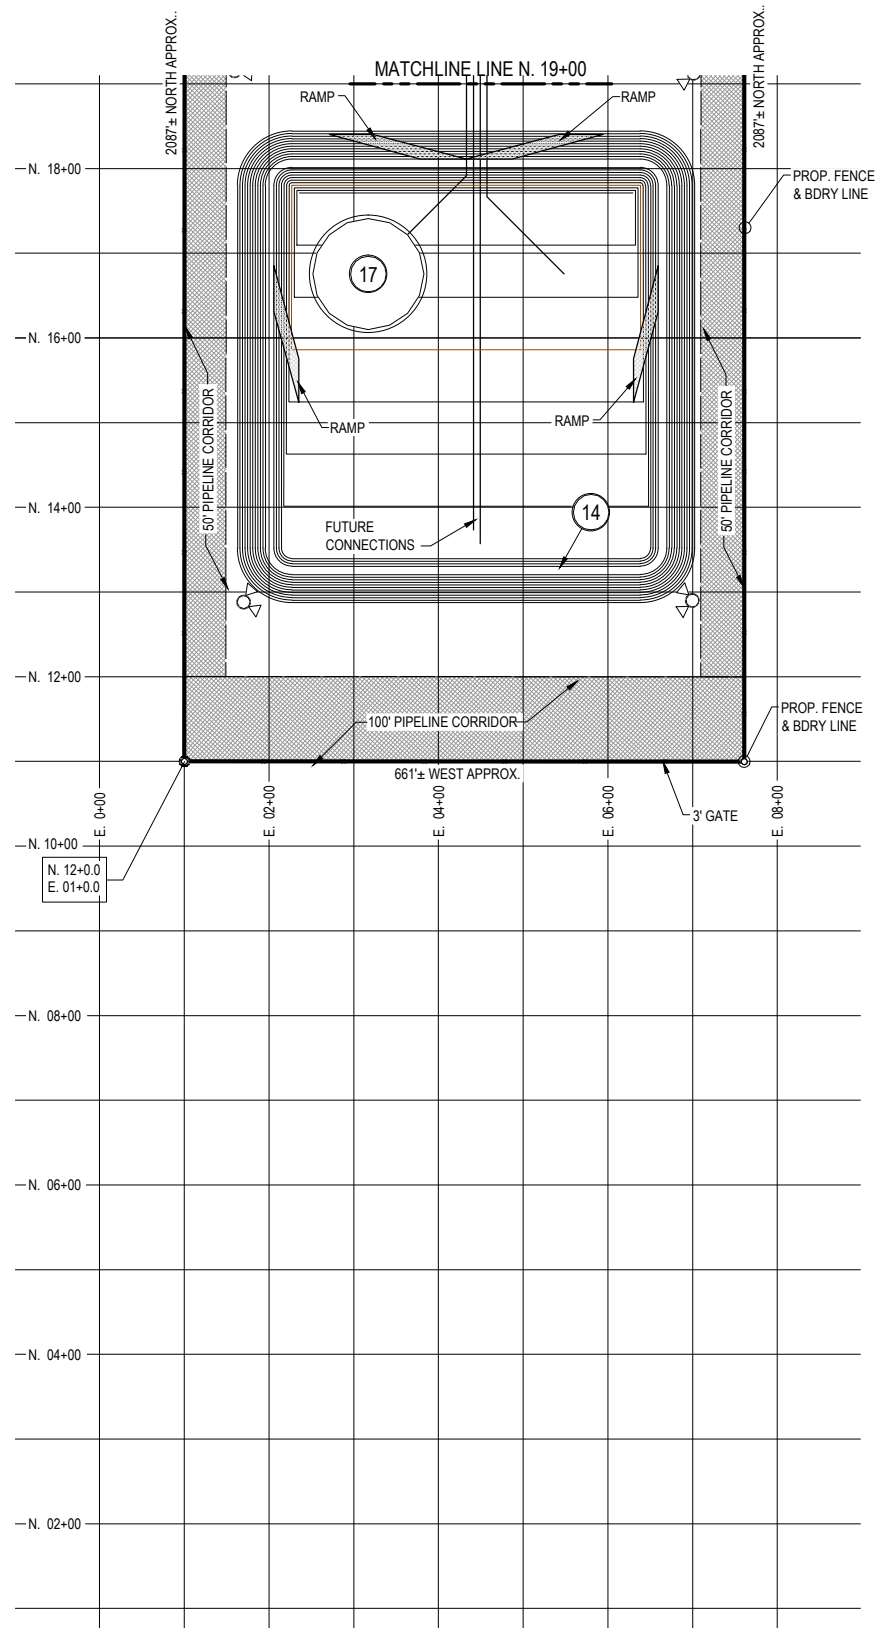 2087'± NORTH APPROX..
2087'± NORTH APPROX..
MATCHLINE LINE N. 19+00
RAMP
RAMP
N. 18+00
PROP. FENCE
& BDRY LINE
17
N. 16+00
50' PIPELINE CORRIDOR
50' PIPELINE CORRIDOR
RAMP
RAMP
N. 14+00
14
FUTURE
CONNECTIONS
N. 12+00
100' PIPELINE CORRIDOR
PROP. FENCE
& BDRY LINE
661'± WEST APPROX.
E. 0+00
E. 02+00
E. 04+00
E. 06+00
E. 08+00
3' GATE
N. 10+00
N. 12+0.0
E. 01+0.0
N. 08+00
N. 06+00
N. 04+00
N. 02+00